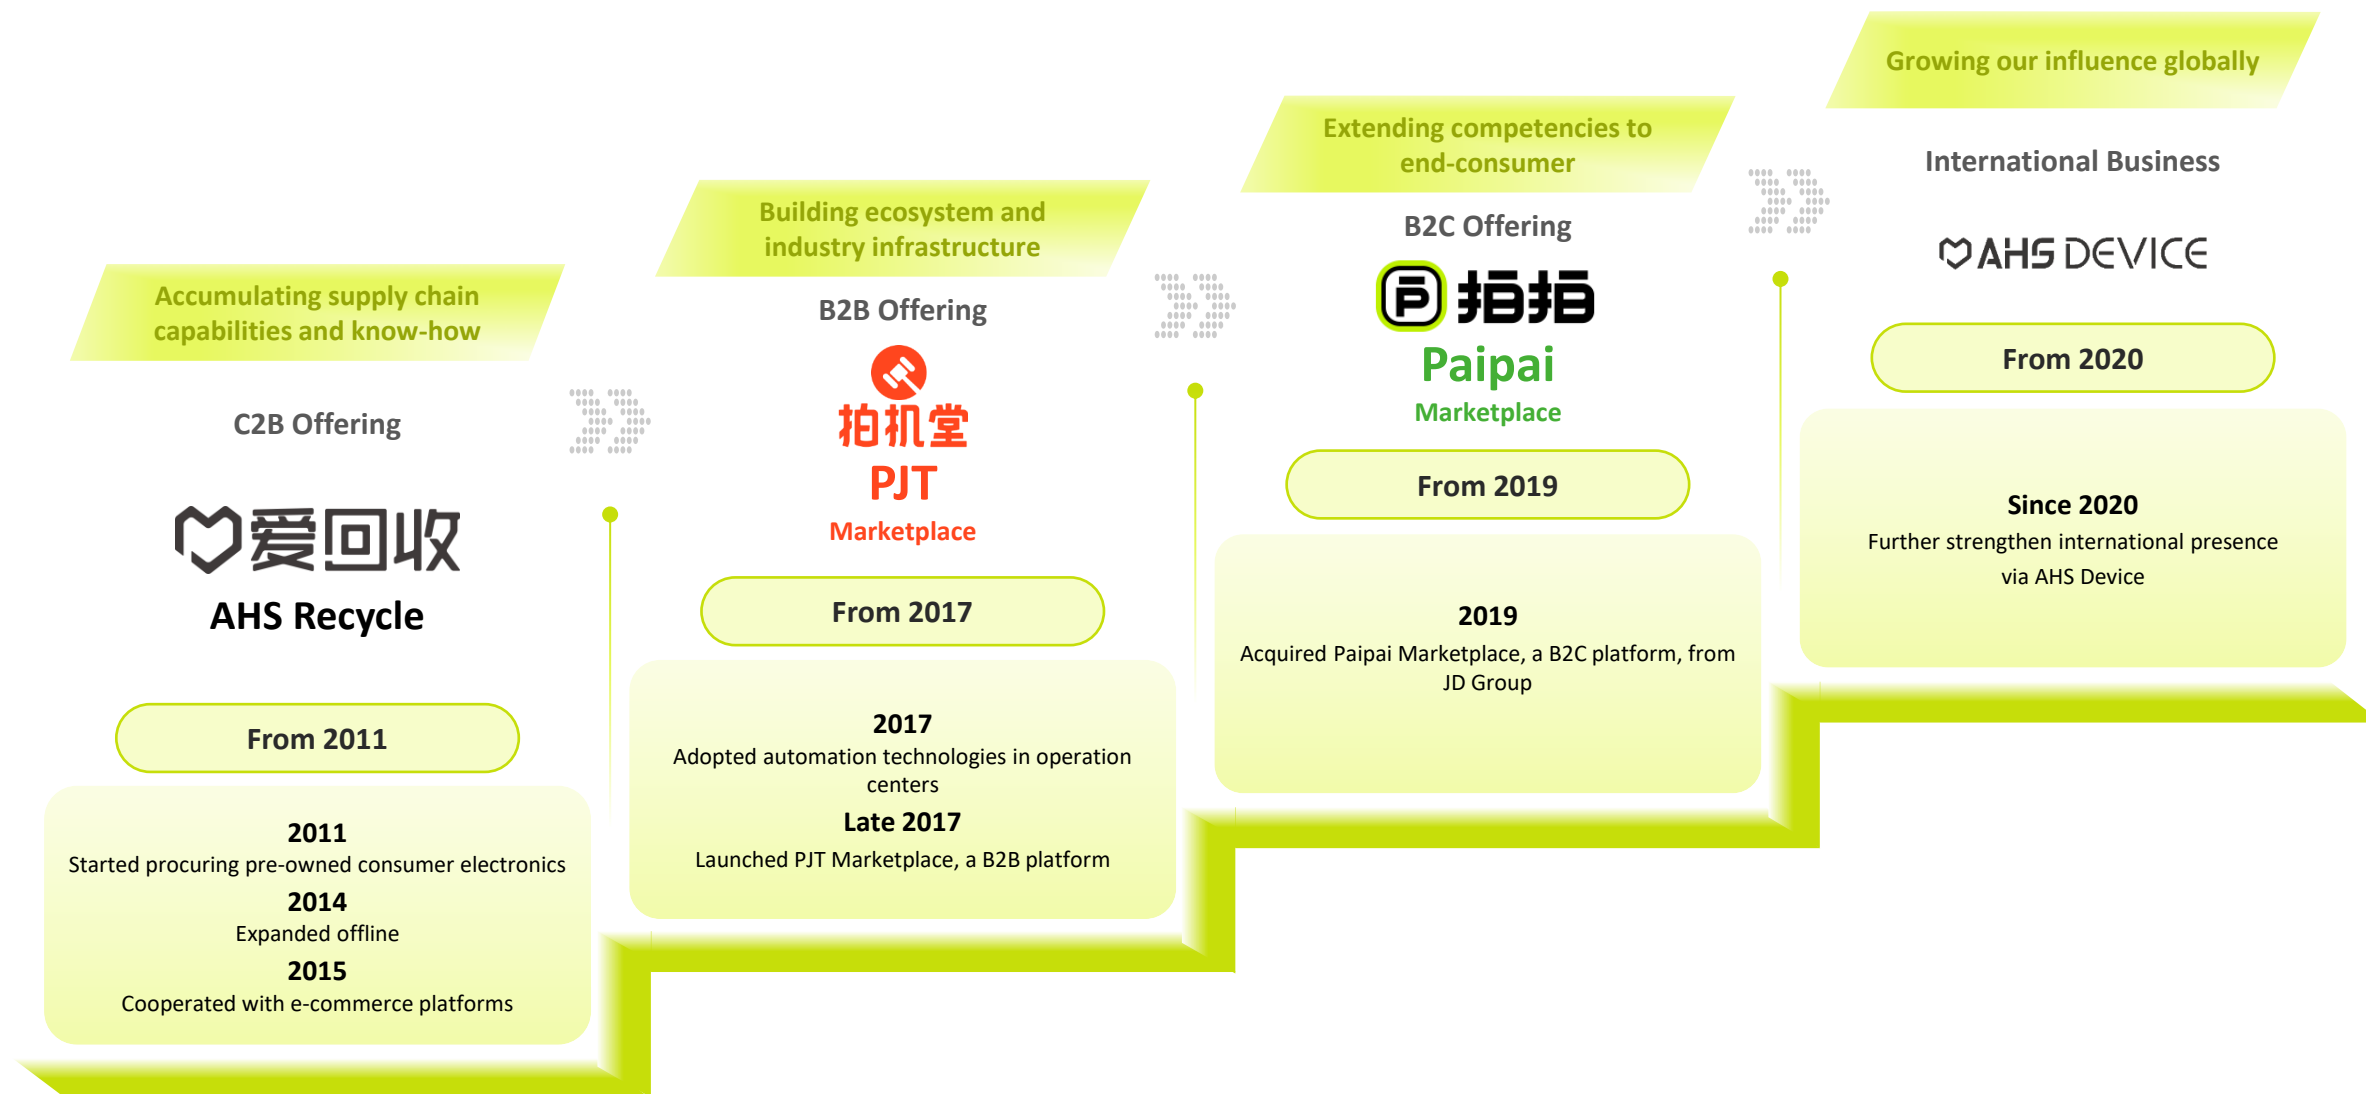 Accumulating supply chain
capabilities and know-how
C2B Offering
爱回收
AHS Recycle
From 2011
2011
Started procuring pre-owned consumer electronics
2014
Expanded offline
2015
Cooperated with e-commerce platforms
Building ecosystem and
industry infrastructure
B2B Offering
拍机堂
PJT
Marketplace
From 2017
2017
Adopted automation technologies in operation
centers
Late 2017
Launched PJT Marketplace, a B2B platform
Extending competencies to
end-consumer
B2C Offering
P 拍拍
Paipai
Marketplace
From 2019
2019
Acquired Paipai Marketplace, a B2C platform, from
JD Group
Growing our influence globally
International Business
AHS DEVICE
From 2020
Since 2020
Further strengthen international presence
via AHS Device